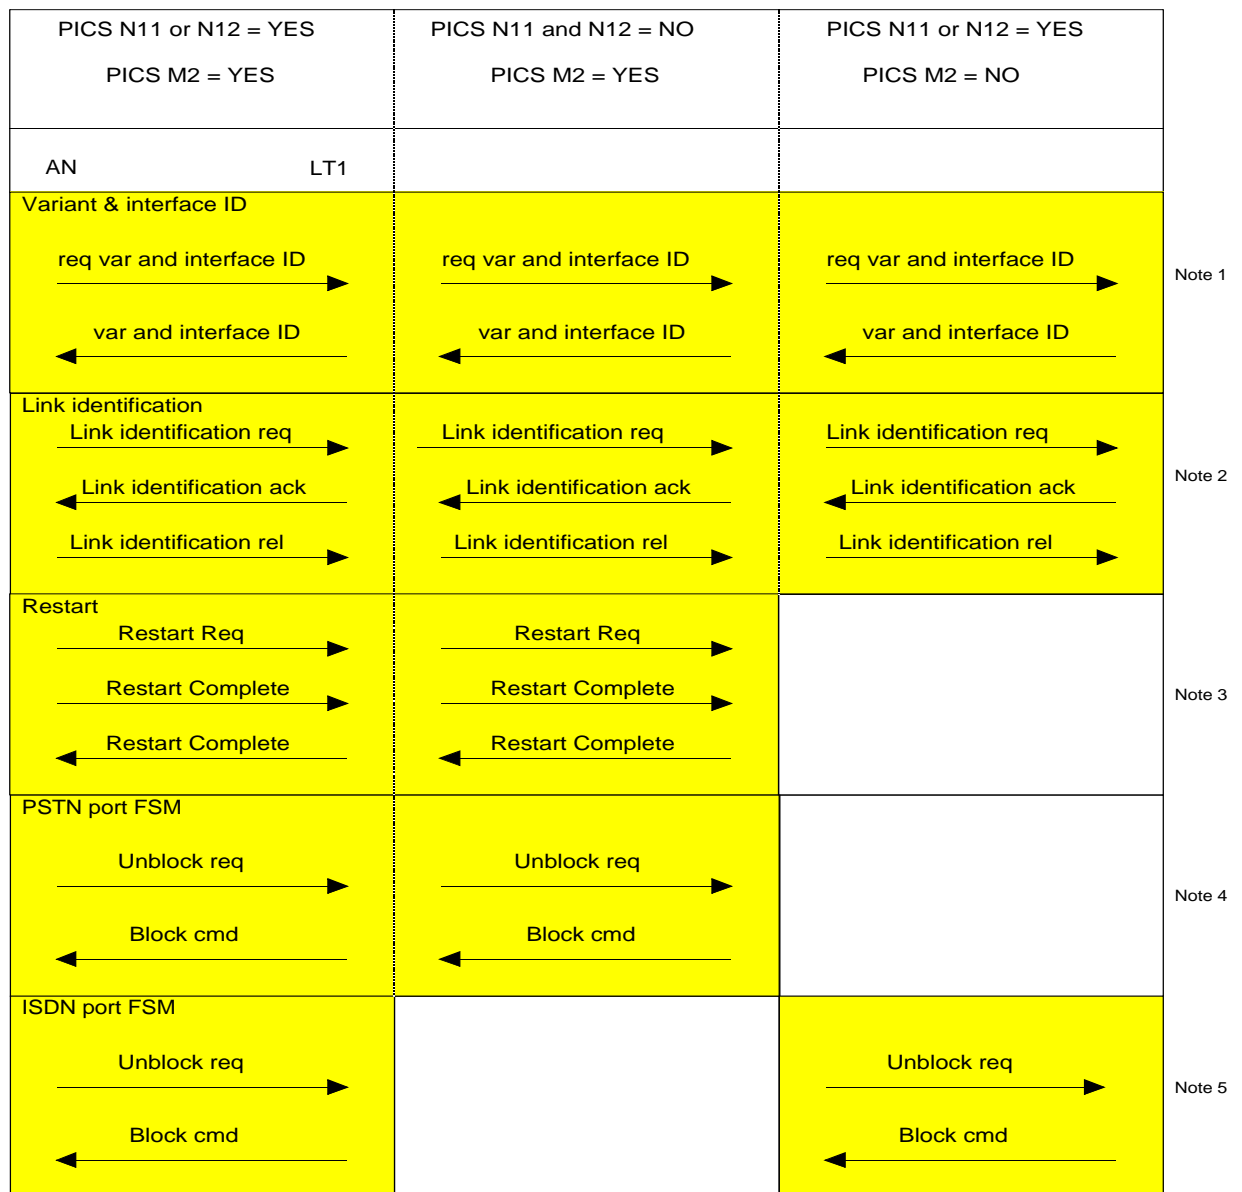 PICS N11 or N12 = YES PICS N11 and N12 = NO PICS N11 or N12 = YES
PICS M2 = YES PICS M2 = YES PICS M2 = NO
AN LT1
Variant & interface ID
req var and interface ID req var and interface ID req var and interface ID
Note 1
var and interface ID var and interface ID var and interface ID
Link identification
Link identification req Link identification req Link identification req
Note 2
Link identification ack Link identification ack Link identification ack
Link identification rel Link identification rel Link identification rel
Restart
Restart Req Restart Req
Restart Complete Restart Complete
Note 3
Restart Complete Restart Complete
PSTN port FSM
Unblock req Unblock req
Note 4
Block cmd Block cmd
ISDN port FSM
Unblock req Unblock req
Note 5
Block cmd Block cmd